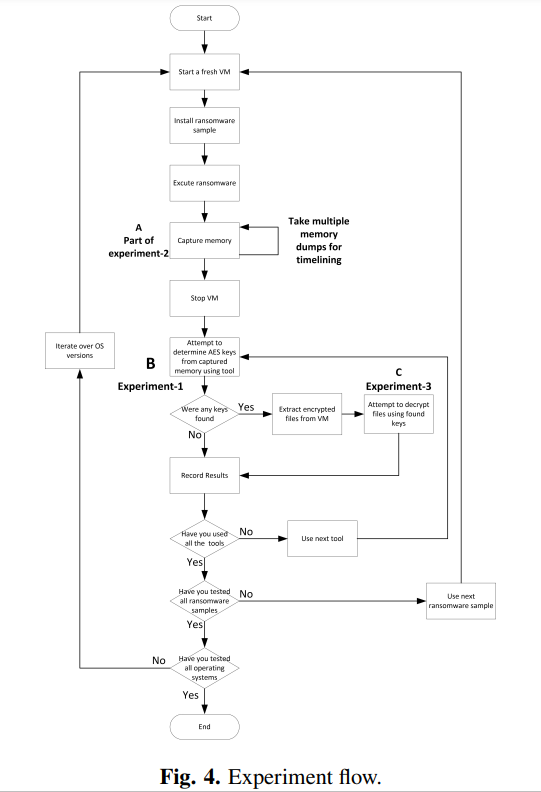 Start
Start a fresh VM
Install ransomware
sample
Excute ransomware
A
Part of
experiment-2
Capture memory
Take multiple
memory
dumps for
timelining
Stop VM
Iterate over OS
versions
B
Experiment-1
Attempt to
determine AES keys
from captured
memory using tool
C
Experiment-3
Were any keys
found
Yes
No
Extract encrypted
files from VM
Attempt to decrypt
files using found
keys
Record Results
Have you used
all the tools
No
Yes
Use next tool
Have you tested
all ransomware
samples
No
Yes
Use next
ransomware sample
Have you tested
all operating
systems
No
Yes
End
Fig. 4. Experiment flow.